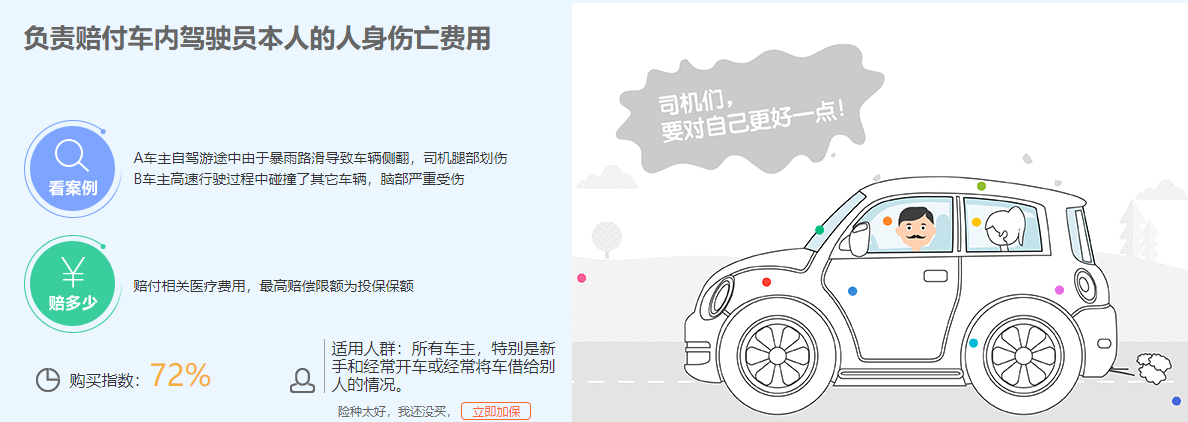 负责赔付车内驾驶员本人的人身伤亡费用
看案例
A车主自驾游途中由于暴雨路滑导致车辆侧翻，司机腿部划伤
B车主高速行驶过程中碰撞了其它车辆，脑部严重受伤
¥
赔多少
赔付相关医疗费用，最高赔偿限额为投保保额
购买指数：72%
适用人群：所有车主，特别是新
手和经常开车或经常将车借给别
人的情况。
险种太好，我还没买， 立即加保
司机们，
要对自己更好一点！